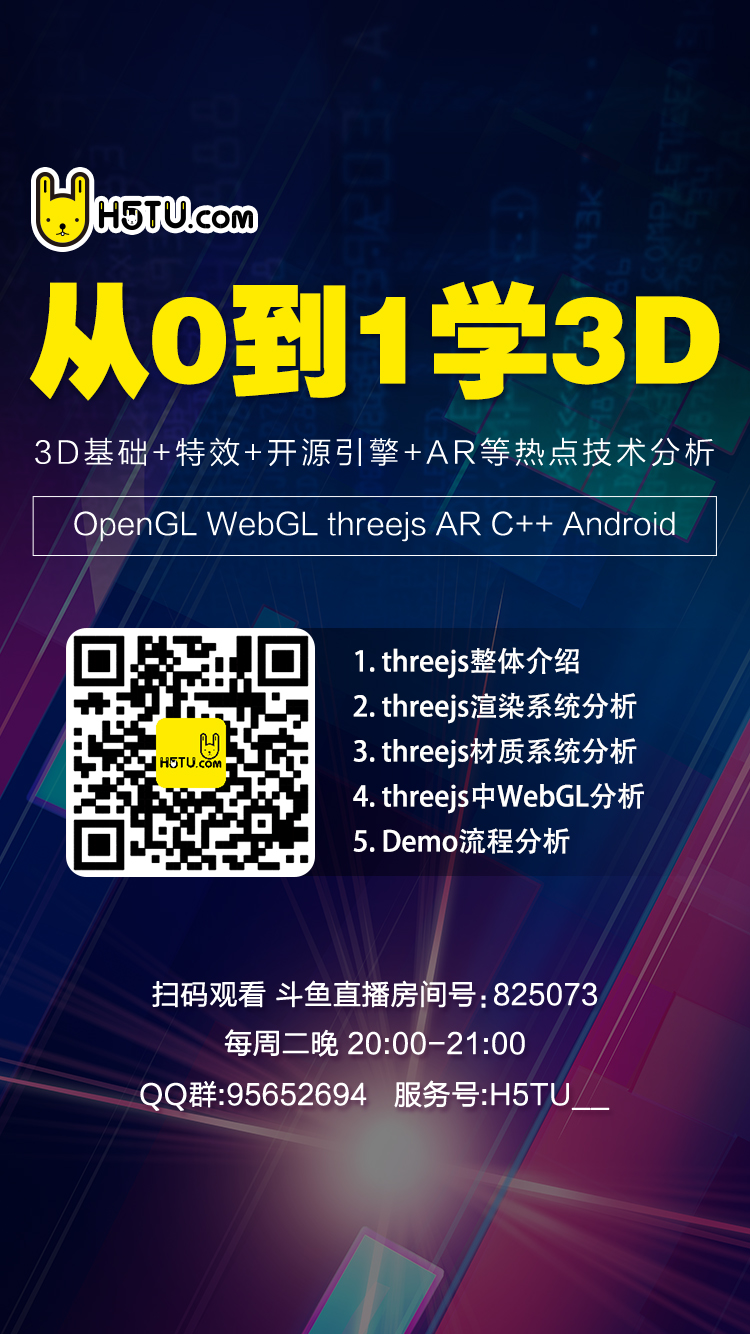 H5TU.COM
从0到1学3D
3D基础+特效+开源引擎+AR等热点技术分析
OpenGL WebGL threejs AR C++ Android
H5TU.COM
1. threejs整体介绍
2. threejs渲染系统分析
3. threejs材质系统分析
4. threejs中WebGL分析
5. Demo流程分析
扫码观看 斗鱼直播房间号:825073
每周二晚 20:00-21:00
QQ群:95652694 服务号:H5TU__